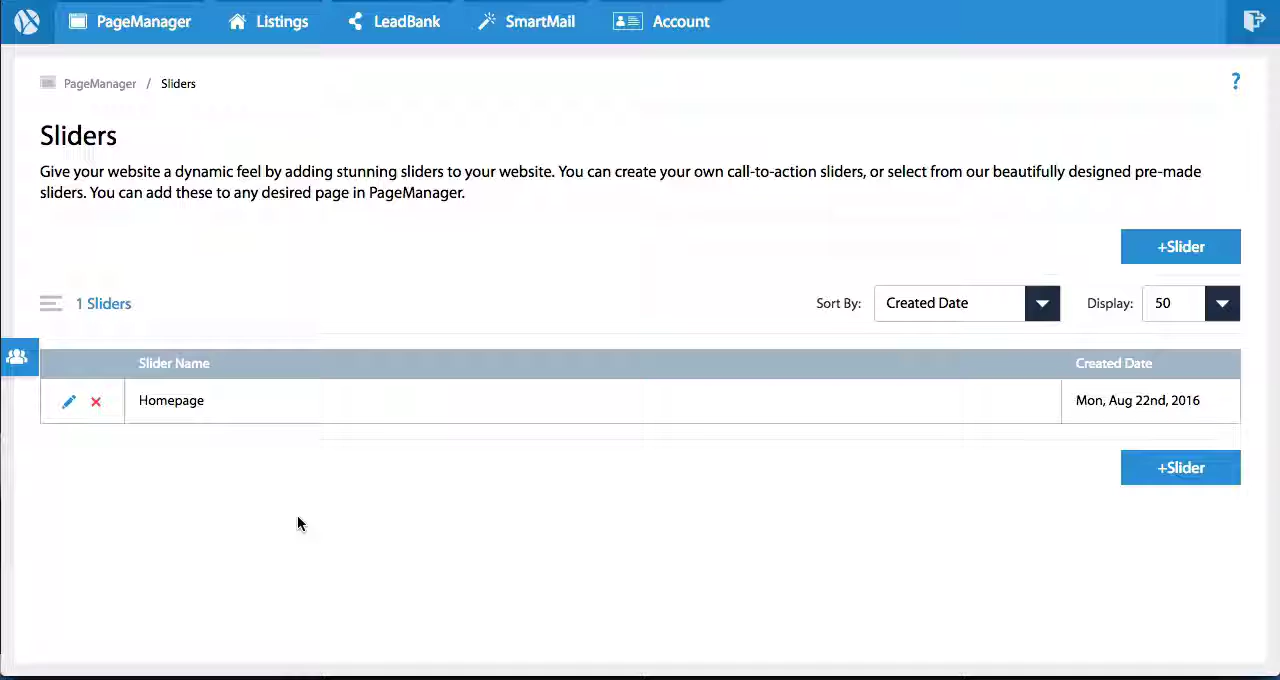 PageManager Listings LeadBank SmartMail Account
PageManager / Sliders
?
Sliders
Give your website a dynamic feel by adding stunning sliders to your website. You can create your own call-to-action sliders, or select from our beautifully designed pre-made
sliders. You can add these to any desired page in PageManager.
+Slider
1 Sliders Sort By: Created Date Display: 50
Slider Name Created Date
Homepage Mon, Aug 22nd, 2016
+Slider